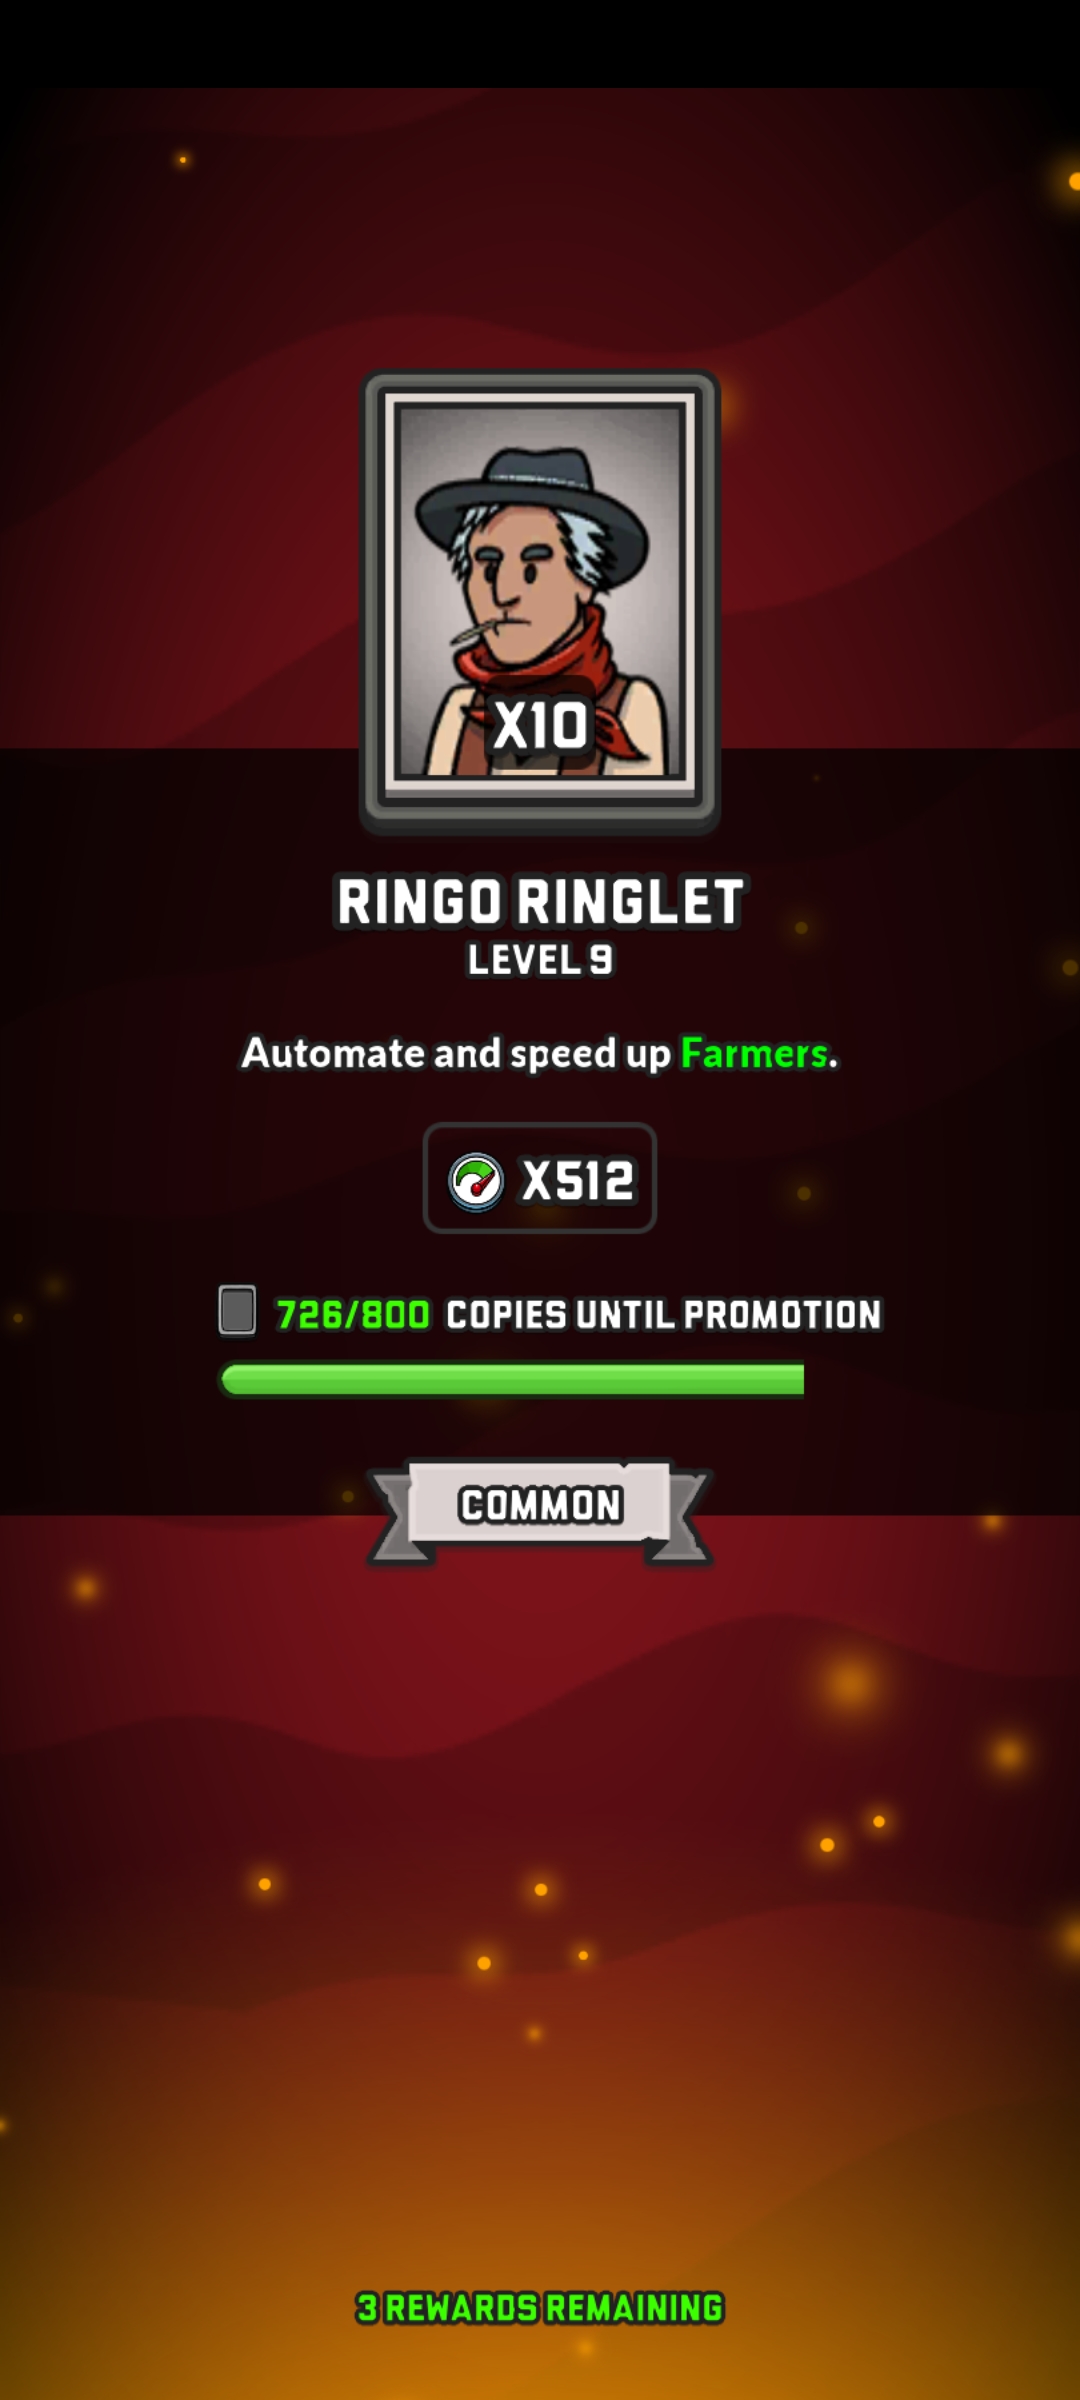 X10
RINGO RINGLET
LEVEL 9
Automate and speed up Farmers.
X512
726/800 COPIES UNTIL PROMOTION
COMMON
3 REWARDS REMAINING